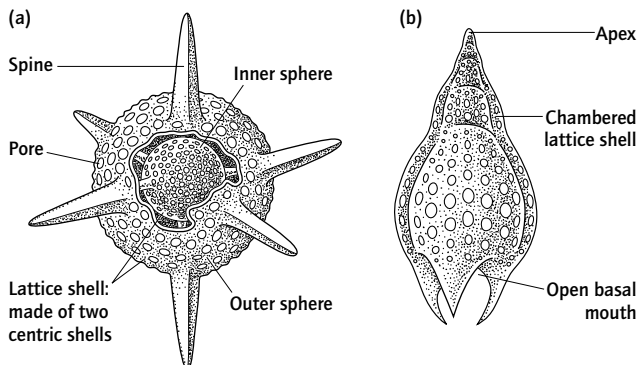 (a)
Spine
Inner sphere
Pore
Lattice shell:
made of two
centric shells
Outer sphere
(b)
Apex
Chambered
lattice shell
Open basal
mouth